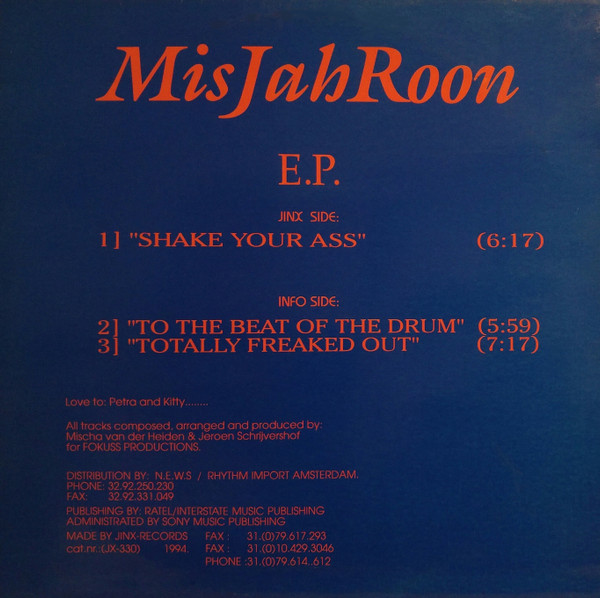 MisJahRoon
E.P.
JINX SIDE:
1] "SHAKE YOUR ASS" (6:17)
INFO SIDE:
2] "TO THE BEAT OF THE DRUM" (5:59)
3] "TOTALLY FREAKED OUT" (7:17)
Love to: Petra and Kitty........
All tracks composed, arranged and produced by:
Mischa van der Heiden & Jeroen Schrijvershof
for FOKUSS PRODUCTIONS.
DISTRIBUTION BY: N.E.W.S / RHYTHM IMPORT AMSTERDAM.
PHONE: 32.92.250.230
FAX: 32.92.331.049
PUBLISHING BY: RATEL/INTERSTATE MUSIC PUBLISHING
ADMINISTRATED BY SONY MUSIC PUBLISHING
MADE BY JINX-RECORDS FAX : 31.(0)79.617.293
cat.nr.:(JX-330) 1994. FAX : 31.(0)10.429.3046
PHONE :31.(0)79.614..612